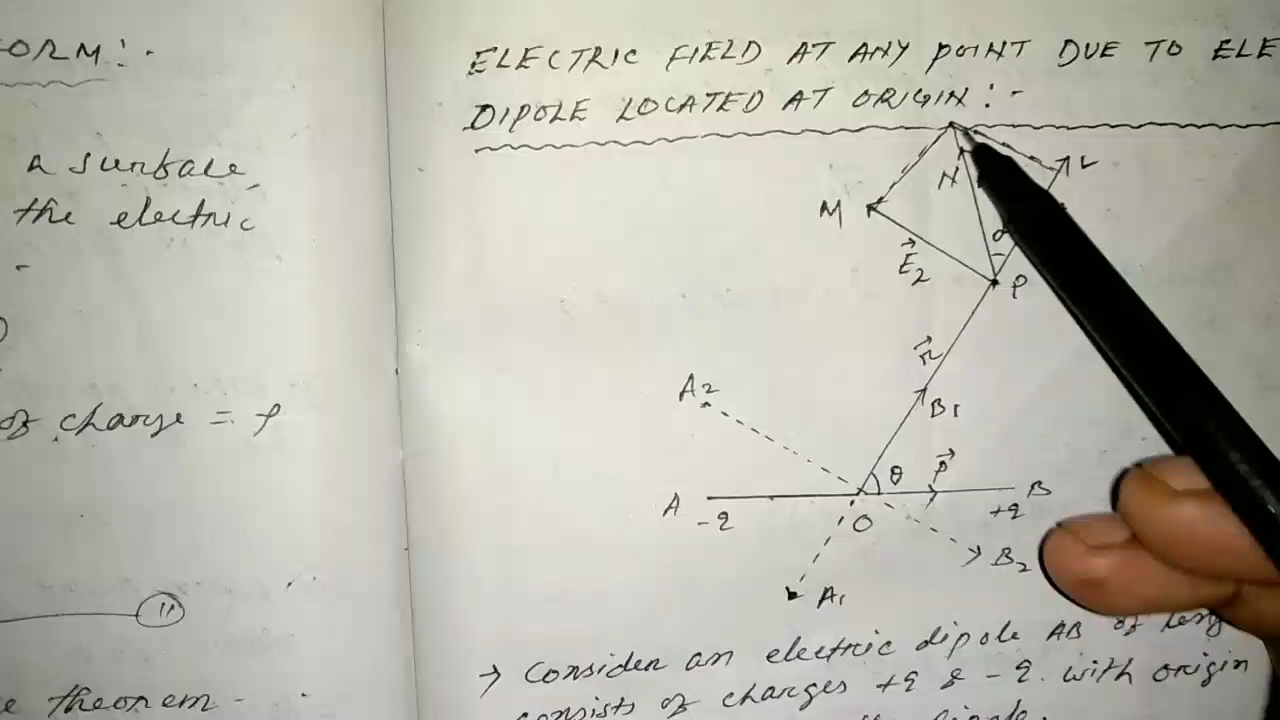 ORM:-
a surface,
the electric
of charge = ρ
11
e theorem -
ELECTRIC FIELD AT ANY POINT DUE TO ELE
DIPOLE LOCATED AT ORIGIN:-
L
N
M
α
E₂
P
r
A₂
B₁
θ
P
A
B
-q
+q
O
B₂
A₁
→ Consider an electric dipole AB of leng
consists of charges +q & -q. with origin
dipole.